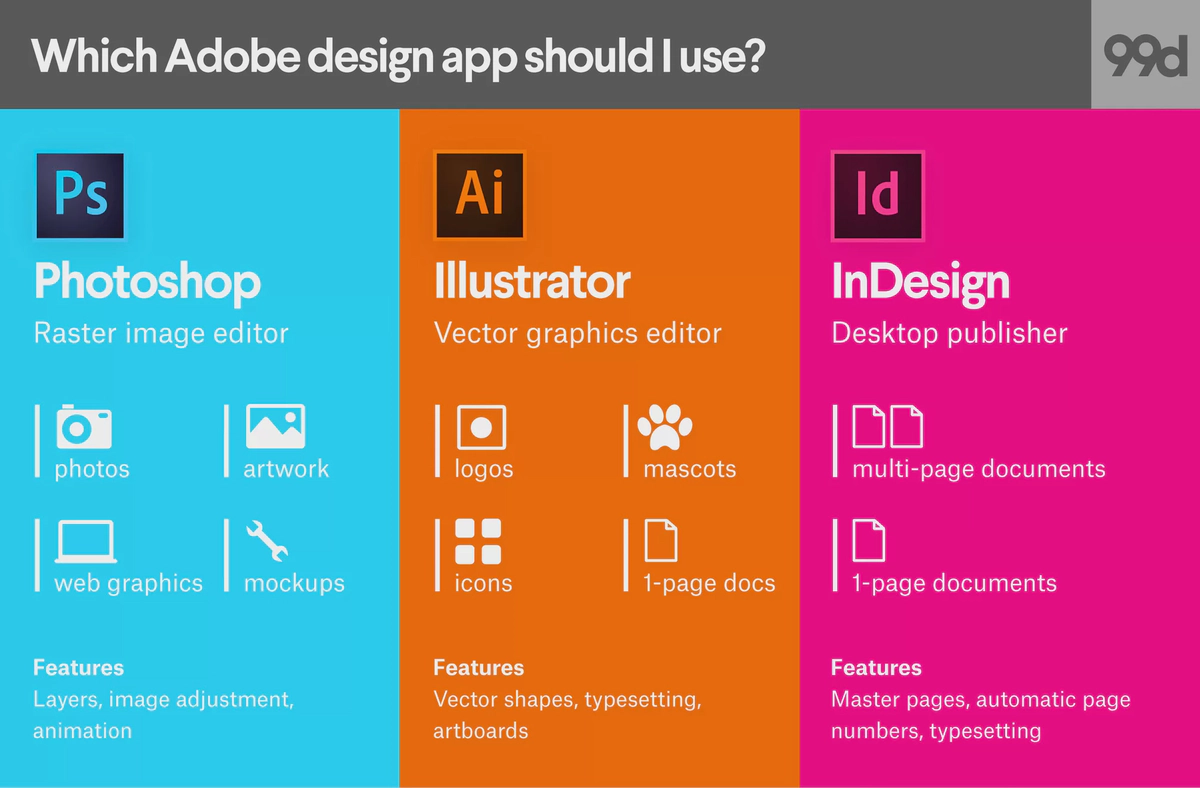 Which Adobe design app should I use?
99d
Ps
Photoshop
Raster image editor
photos
artwork
web graphics
mockups
Features
Layers, image adjustment,
animation
Ai
Illustrator
Vector graphics editor
logos
mascots
icons
1-page docs
Features
Vector shapes, typesetting,
artboards
Id
InDesign
Desktop publisher
multi-page documents
1-page documents
Features
Master pages, automatic page
numbers, typesetting